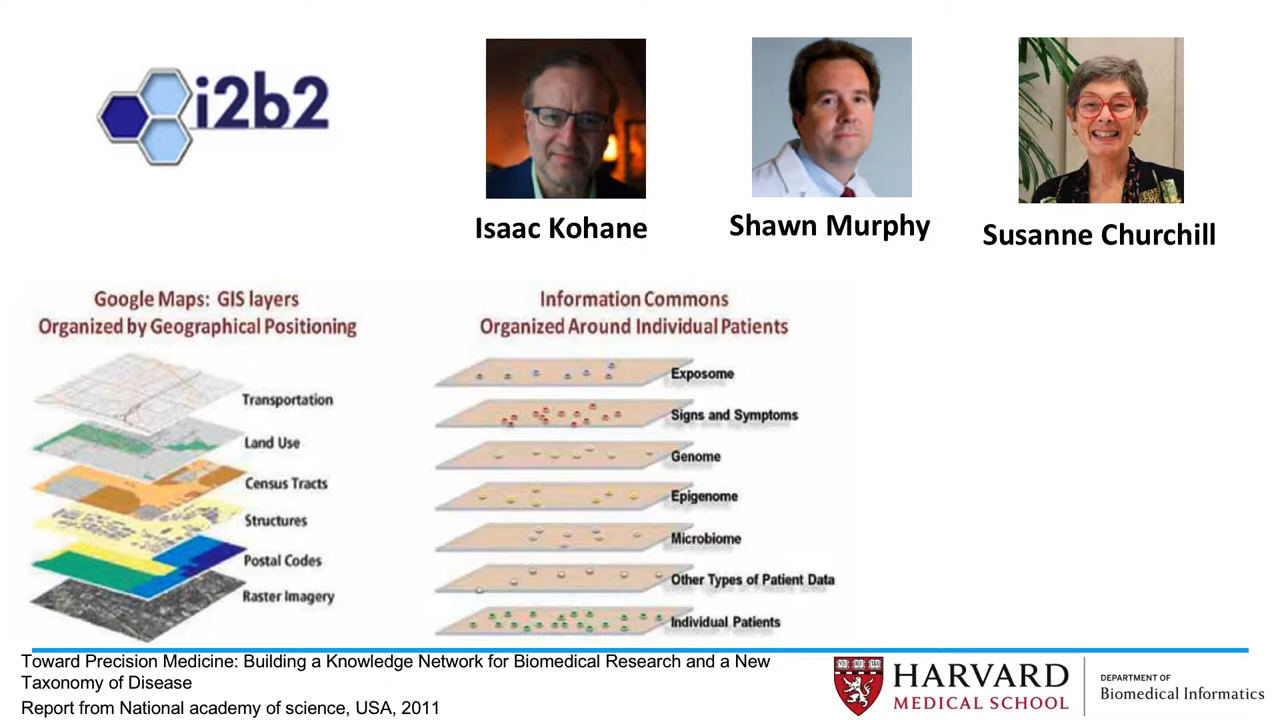 i2b2
Isaac Kohane
Shawn Murphy
Susanne Churchill
Google Maps: GIS layers
Organized by Geographical Positioning
Transportation
Land Use
Census Tracts
Structures
Postal Codes
Raster Imagery
Information Commons
Organized Around Individual Patients
Exposome
Signs and Symptoms
Genome
Epigenome
Microbiome
Other Types of Patient Data
Individual Patients
Toward Precision Medicine: Building a Knowledge Network for Biomedical Research and a New
Taxonomy of Disease
Report from National academy of science, USA, 2011
HARVARD
MEDICAL SCHOOL
DEPARTMENT OF
Biomedical Informatics